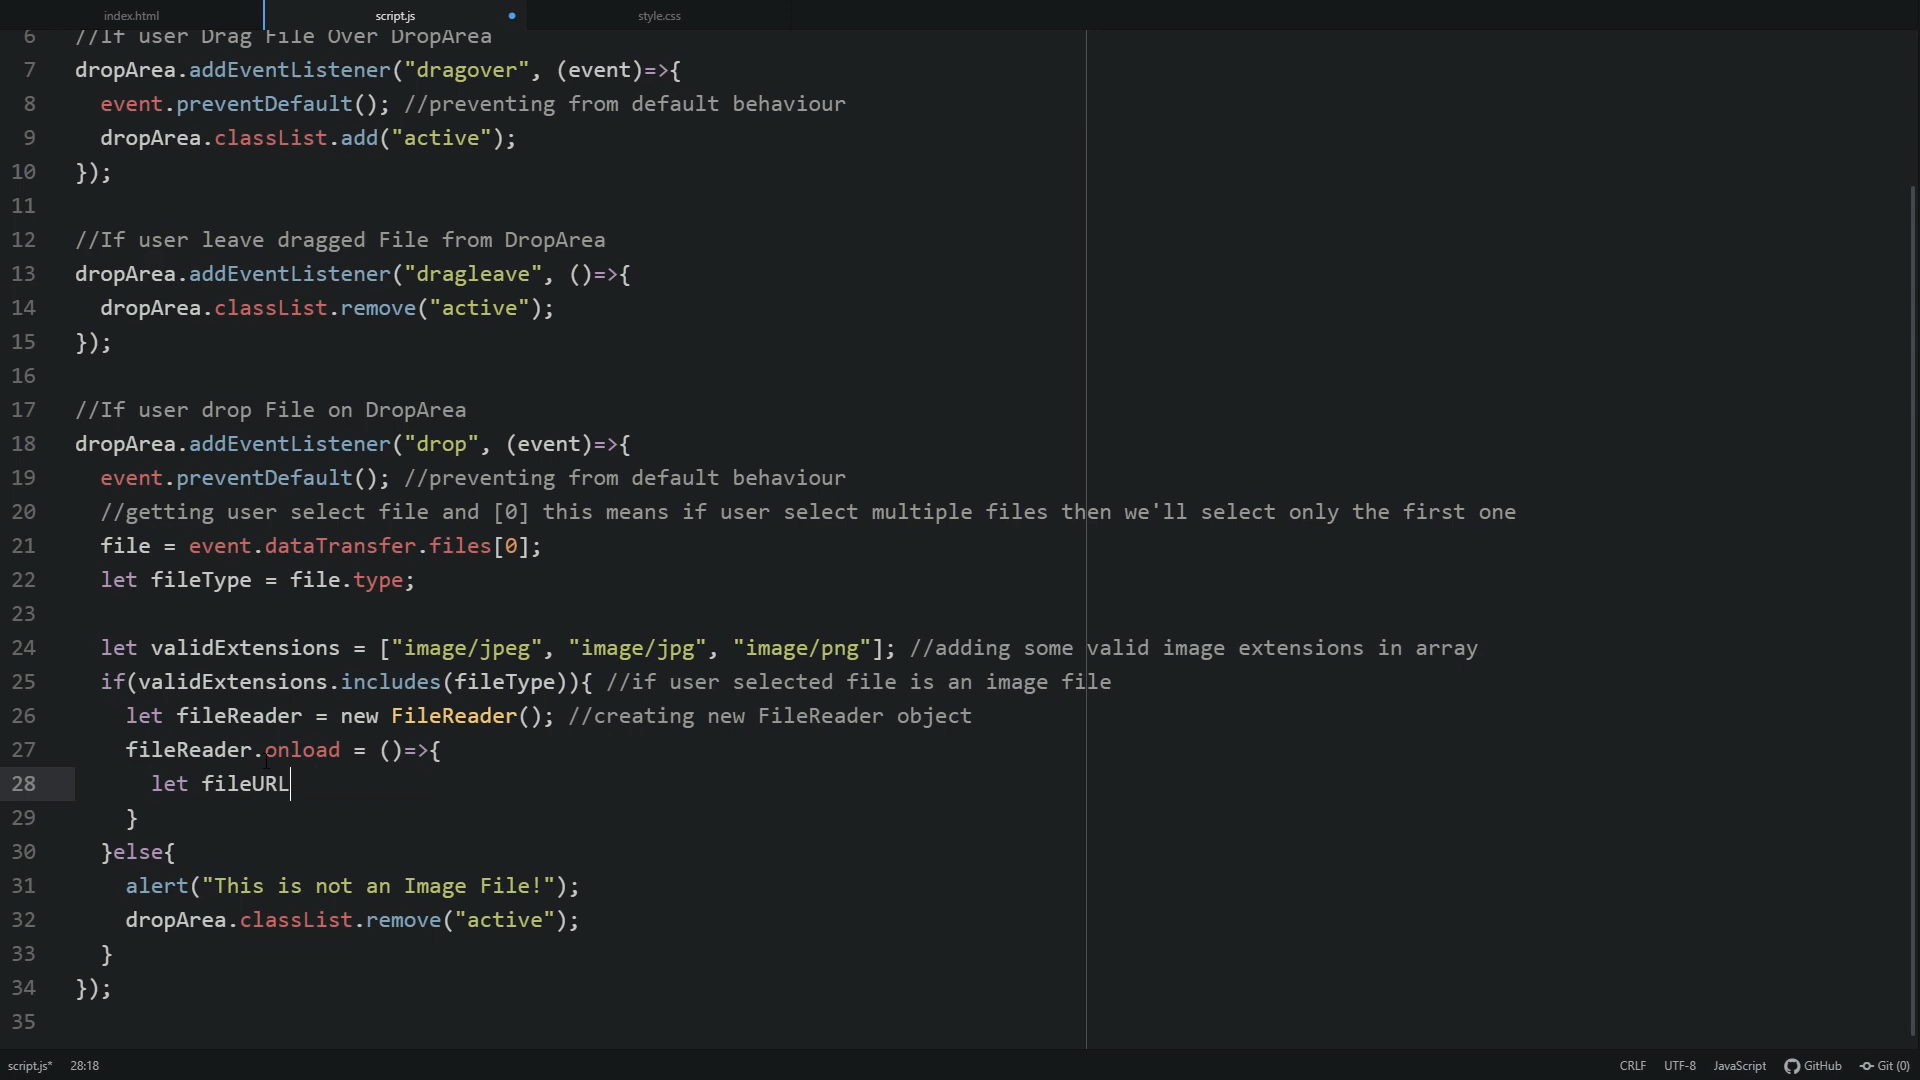 index.html script.js style.css
6 //If user Drag File Over DropArea
7 dropArea.addEventListener("dragover", (event)=>{
8 event.preventDefault(); //preventing from default behaviour
9 dropArea.classList.add("active");
10 });
11
12 //If user leave dragged File from DropArea
13 dropArea.addEventListener("dragleave", ()=>{
14 dropArea.classList.remove("active");
15 });
16
17 //If user drop File on DropArea
18 dropArea.addEventListener("drop", (event)=>{
19 event.preventDefault(); //preventing from default behaviour
20 //getting user select file and [0] this means if user select multiple files then we'll select only the first one
21 file = event.dataTransfer.files[0];
22 let fileType = file.type;
23
24 let validExtensions = ["image/jpeg", "image/jpg", "image/png"]; //adding some valid image extensions in array
25 if(validExtensions.includes(fileType)){ //if user selected file is an image file
26 let fileReader = new FileReader(); //creating new FileReader object
27 fileReader.onload = ()=>{
28 let fileURL
29 }
30 }else{
31 alert("This is not an Image File!");
32 dropArea.classList.remove("active");
33 }
34 });
35
script.js* 28:18 CRLF UTF-8 JavaScript GitHub Git (0)